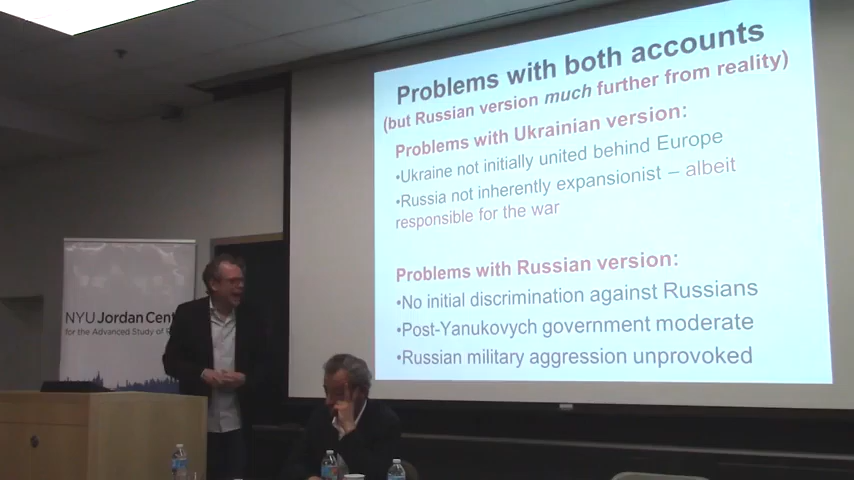 Problems with both accounts
(but Russian version much further from reality)
Problems with Ukrainian version:
•Ukraine not initially united behind Europe
•Russia not inherently expansionist – albeit
responsible for the war
Problems with Russian version:
•No initial discrimination against Russians
•Post-Yanukovych government moderate
•Russian military aggression unprovoked
NYU Jordan Cent
for the Advanced Study of